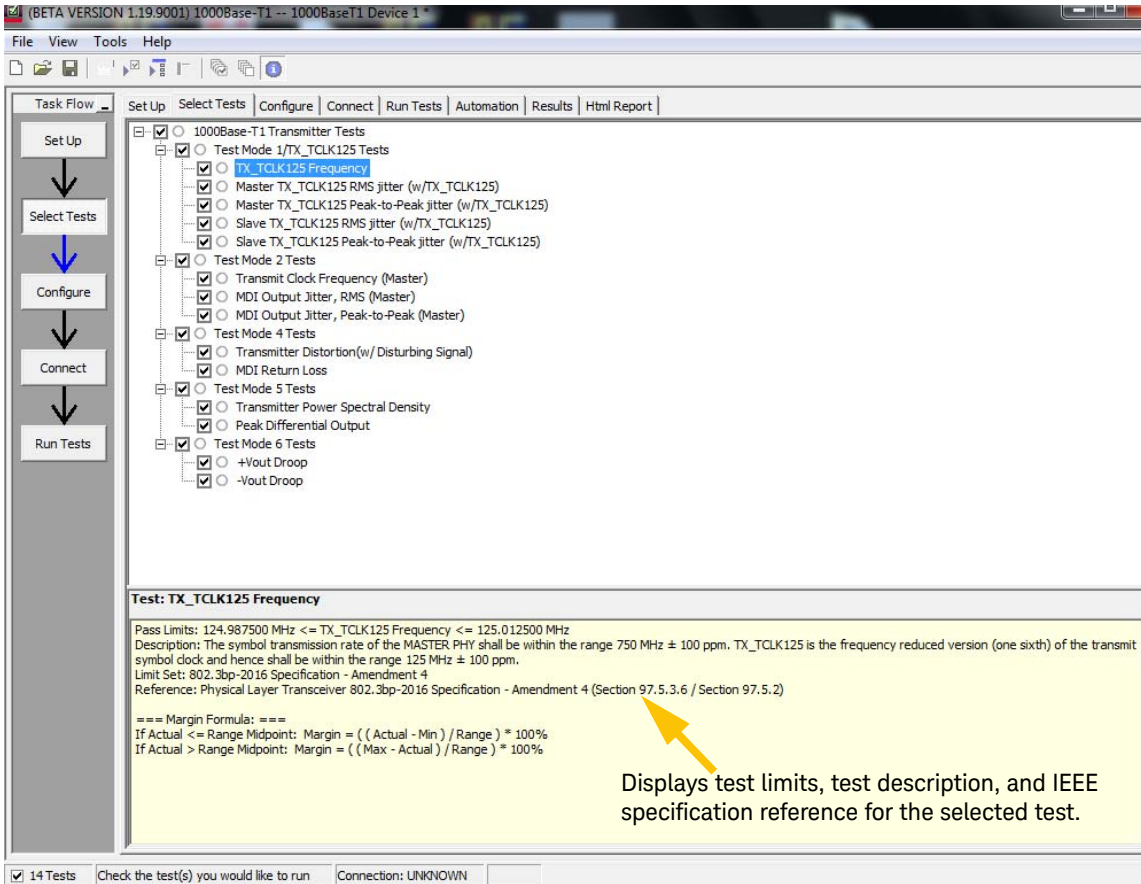 (BETA VERSION 1.19.9001) 1000Base-T1 -- 1000BaseT1 Device 1 *
File View Tools Help
Task Flow
Set Up
Select Tests
Configure
Connect
Run Tests
Set Up Select Tests Configure Connect Run Tests Automation Results Html Report
1000Base-T1 Transmitter Tests
Test Mode 1/TX_TCLK125 Tests
TX_TCLK125 Frequency
Master TX_TCLK125 RMS jitter (w/TX_TCLK125)
Master TX_TCLK125 Peak-to-Peak jitter (w/TX_TCLK125)
Slave TX_TCLK125 RMS jitter (w/TX_TCLK125)
Slave TX_TCLK125 Peak-to-Peak jitter (w/TX_TCLK125)
Test Mode 2 Tests
Transmit Clock Frequency (Master)
MDI Output Jitter, RMS (Master)
MDI Output Jitter, Peak-to-Peak (Master)
Test Mode 4 Tests
Transmitter Distortion(w/ Disturbing Signal)
MDI Return Loss
Test Mode 5 Tests
Transmitter Power Spectral Density
Peak Differential Output
Test Mode 6 Tests
+Vout Droop
-Vout Droop
Test: TX_TCLK125 Frequency
Pass Limits: 124.987500 MHz <= TX_TCLK125 Frequency <= 125.012500 MHz
Description: The symbol transmission rate of the MASTER PHY shall be within the range 750 MHz ± 100 ppm. TX_TCLK125 is the frequency reduced version (one sixth) of the transmit
symbol clock and hence shall be within the range 125 MHz ± 100 ppm.
Limit Set: 802.3bp-2016 Specification - Amendment 4
Reference: Physical Layer Transceiver 802.3bp-2016 Specification - Amendment 4 (Section 97.5.3.6 / Section 97.5.2)
=== Margin Formula: ===
If Actual <= Range Midpoint: Margin = ( ( Actual - Min ) / Range ) * 100%
If Actual > Range Midpoint: Margin = ( ( Max - Actual ) / Range ) * 100%
Displays test limits, test description, and IEEE
specification reference for the selected test.
14 Tests Check the test(s) you would like to run Connection: UNKNOWN